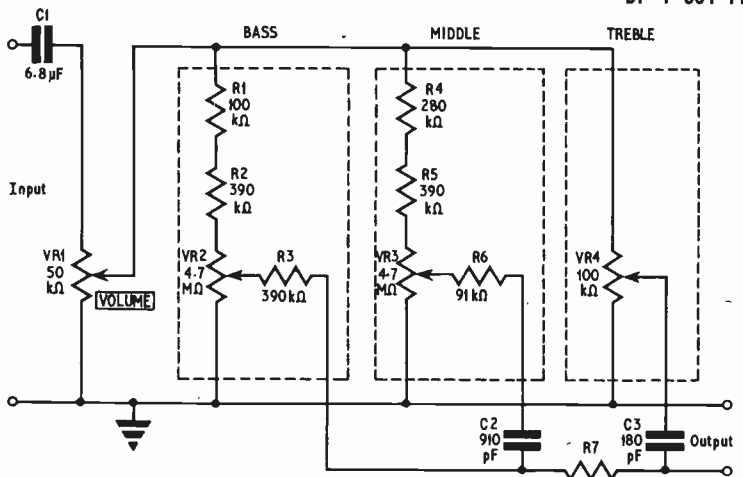 C1
6.8µF
BASS
MIDDLE
TREBLE
R1
100
kΩ
R2
390
kΩ
R4
280
kΩ
R5
390
kΩ
Input
VR1
50
kΩ
VOLUME
VR2
4.7
MΩ
R3
390kΩ
VR3
4.7
MΩ
R6
91kΩ
VR4
100
kΩ
C2
910
pF
R7
C3
180
pF
Output